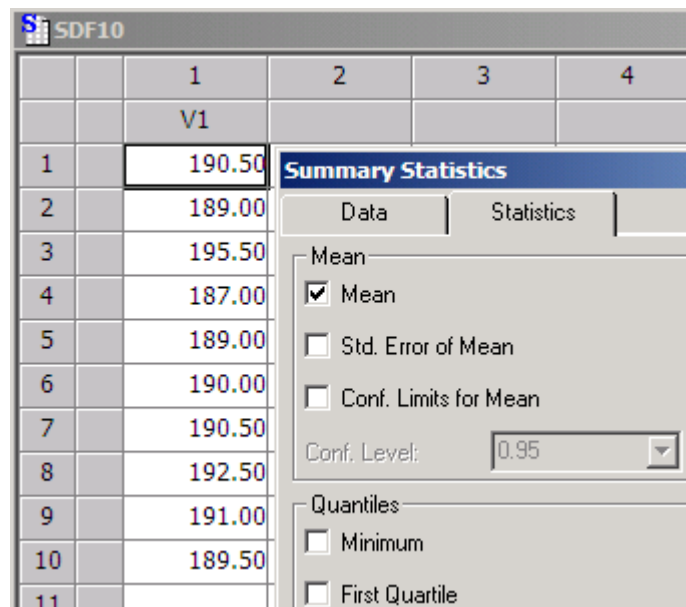 S SDF10
1 2 3 4
V1
1 190.50
2 189.00
3 195.50
4 187.00
5 189.00
6 190.00
7 190.50
8 192.50
9 191.00
10 189.50
11
Summary Statistics
Data Statistics
Mean
Mean
Std. Error of Mean
Conf. Limits for Mean
Conf. Level: 0.95
Quantiles
Minimum
First Quartile